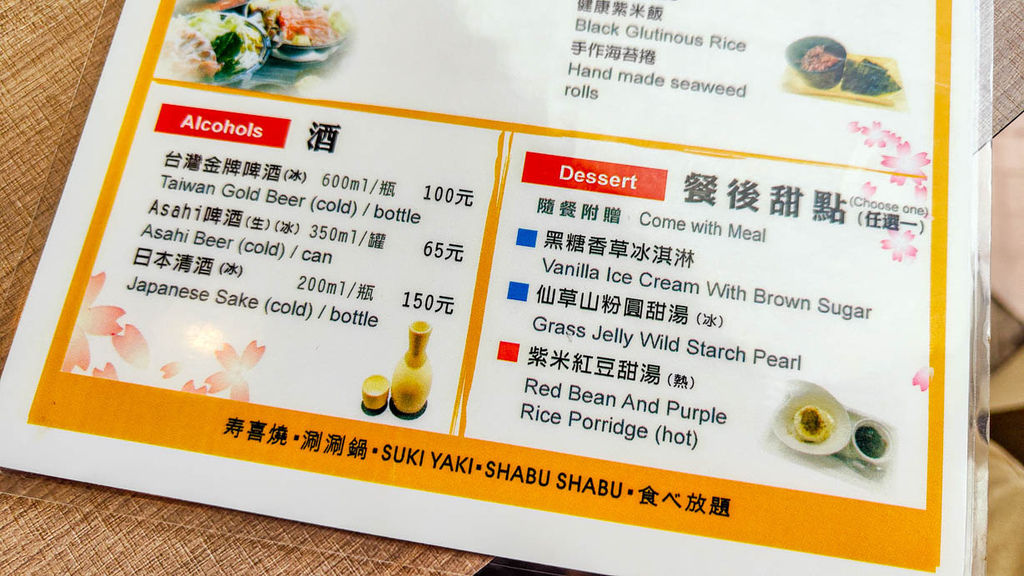 健康紫米飯
Black Glutinous Rice
手作海苔捲
Hand made seaweed
rolls
Alcohols 酒
台灣金牌啤酒(冰) 600ml/瓶 100元
Taiwan Gold Beer (cold) / bottle
Asahi啤酒(生)(冰) 350ml/罐 65元
Asahi Beer (cold) / can
日本清酒(冰) 200ml/瓶 150元
Japanese Sake (cold) / bottle
Dessert 餐後甜點 (Choose one)
(任選一)
隨餐附贈 Come with Meal
黑糖香草冰淇淋
Vanilla Ice Cream With Brown Sugar
仙草山粉圓甜湯(冰)
Grass Jelly Wild Starch Pearl
紫米紅豆甜湯(熱)
Red Bean And Purple
Rice Porridge (hot)
寿喜燒▪涮涮鍋▪SUKI YAKI▪SHABU SHABU▪食べ放題